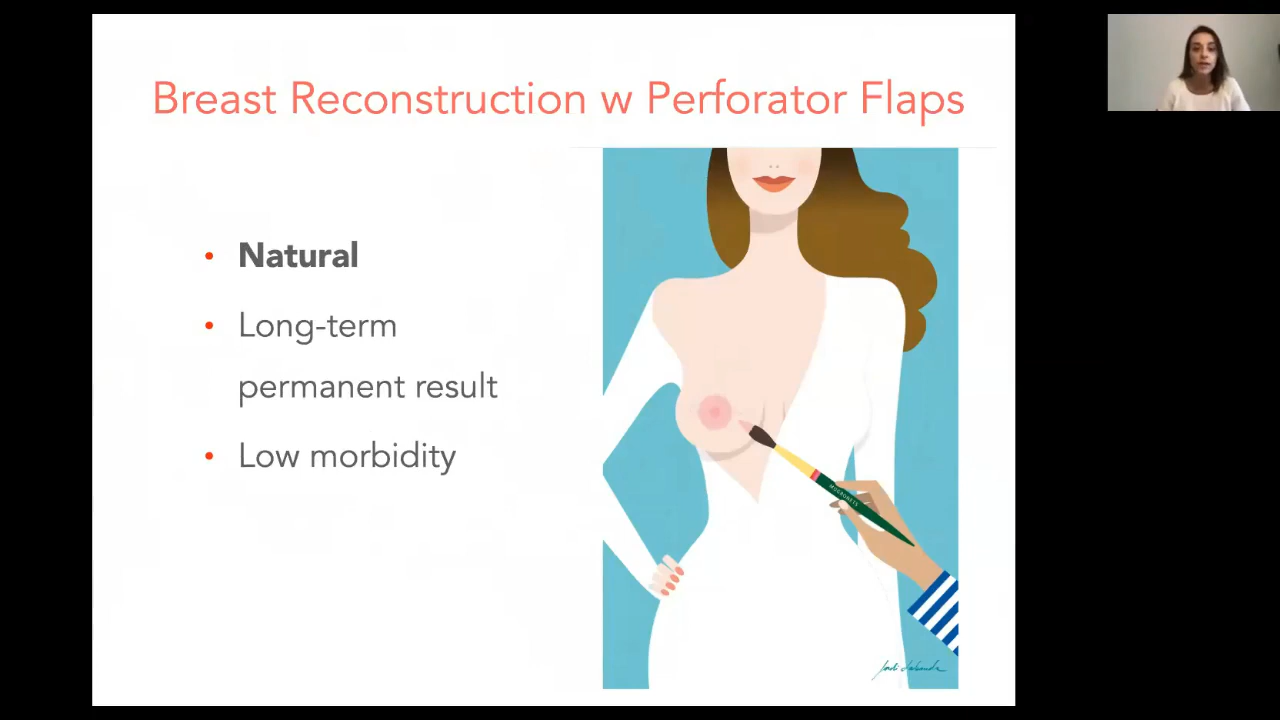 Breast Reconstruction w Perforator Flaps
• Natural
• Long-term
permanent result
• Low morbidity